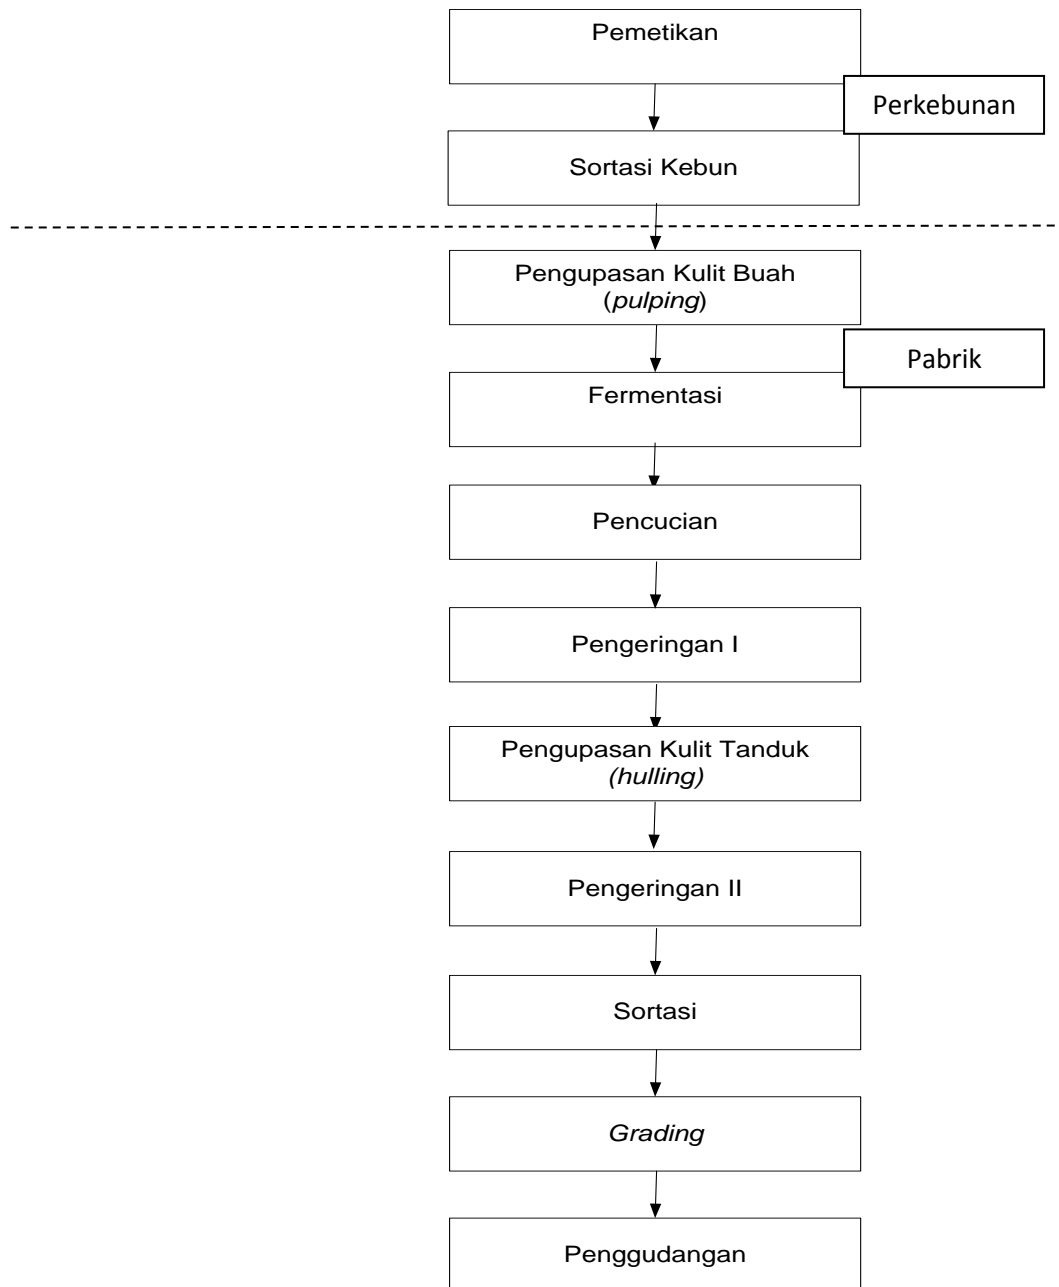 Pemetikan
Perkebunan
Sortasi Kebun
Pengupasan Kulit Buah
(pulping)
Pabrik
Fermentasi
Pencucian
Pengeringan I
Pengupasan Kulit Tanduk
(hulling)
Pengeringan II
Sortasi
Grading
Penggudangan